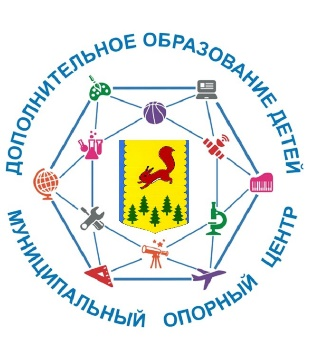 ДОПОЛНИТЕЛЬНОЕ ОБРАЗОВАНИЕ ДЕТЕЙ
МУНИЦИПАЛЬНЫЙ ОПОРНЫЙ ЦЕНТР